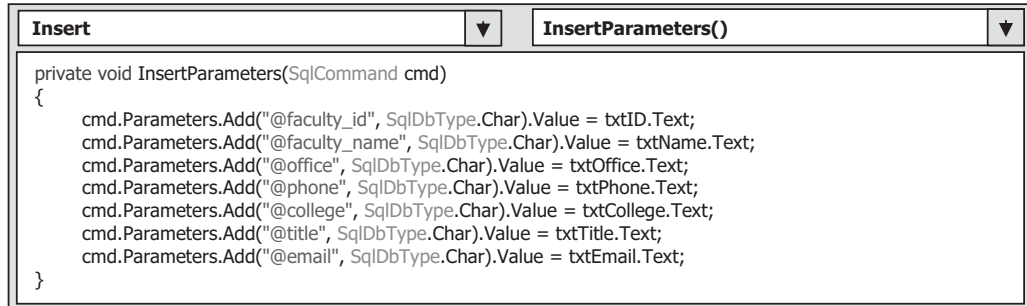 Insert InsertParameters()
private void InsertParameters(SqlCommand cmd)
{
cmd.Parameters.Add("@faculty_id", SqlDbType.Char).Value = txtID.Text;
cmd.Parameters.Add("@faculty_name", SqlDbType.Char).Value = txtName.Text;
cmd.Parameters.Add("@office", SqlDbType.Char).Value = txtOffice.Text;
cmd.Parameters.Add("@phone", SqlDbType.Char).Value = txtPhone.Text;
cmd.Parameters.Add("@college", SqlDbType.Char).Value = txtCollege.Text;
cmd.Parameters.Add("@title", SqlDbType.Char).Value = txtTitle.Text;
cmd.Parameters.Add("@email", SqlDbType.Char).Value = txtEmail.Text;
}